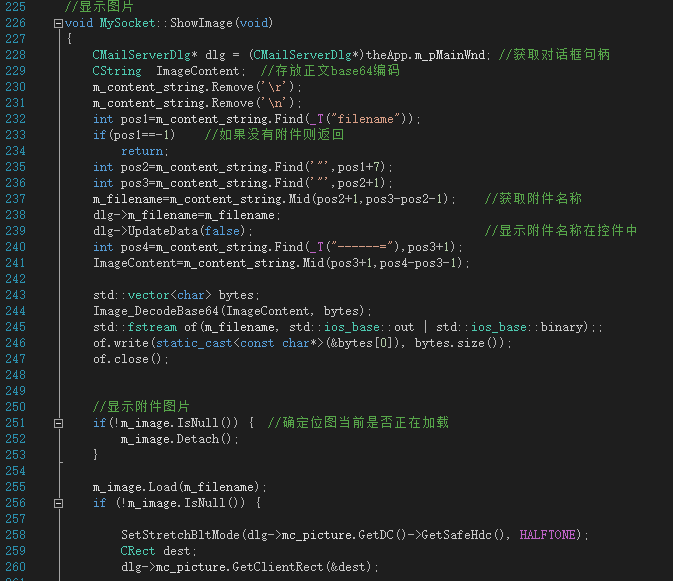 225 //显示图片
226 void MySocket::ShowImage(void)
227 {
228 CMailServerDlg* dlg = (CMailServerDlg*)theApp.m_pMainWnd; //获取对话框句柄
229 CString ImageContent; //存放正文base64编码
230 m_content_string.Remove('\r');
231 m_content_string.Remove('\n');
232 int pos1=m_content_string.Find(_T("filename"));
233 if(pos1==-1) //如果没有附件则返回
234 return;
235 int pos2=m_content_string.Find('"',pos1+7);
236 int pos3=m_content_string.Find('"',pos2+1);
237 m_filename=m_content_string.Mid(pos2+1,pos3-pos2-1); //获取附件名称
238 dlg->m_filename=m_filename;
239 dlg->UpdateData(false); //显示附件名称在控件中
240 int pos4=m_content_string.Find(_T("------="),pos3+1);
241 ImageContent=m_content_string.Mid(pos3+1,pos4-pos3-1);
242
243 std::vector<char> bytes;
244 Image_DecodeBase64(ImageContent, bytes);
245 std::fstream of(m_filename, std::ios_base::out | std::ios_base::binary);;
246 of.write(static_cast<const char*>(&bytes[0]), bytes.size());
247 of.close();
248
249
250 //显示附件图片
251 if(!m_image.IsNull()) { //确定位图当前是否正在加载
252 m_image.Detach();
253 }
254
255 m_image.Load(m_filename);
256 if (!m_image.IsNull()) {
257
258 SetStretchBltMode(dlg->mc_picture.GetDC()->GetSafeHdc(), HALFTONE);
259 CRect dest;
260 dlg->mc_picture.GetClientRect(&dest);